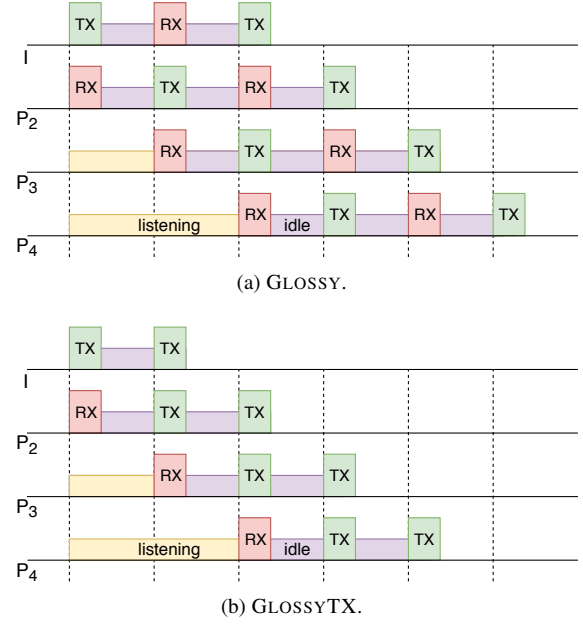 TX RX TX
I
RX TX RX TX
P2
RX TX RX TX
P3
listening RX idle TX RX TX
P4
(a) GLOSSY.
TX TX
I
RX TX TX
P2
RX TX TX
P3
listening RX idle TX TX
P4
(b) GLOSSYTX.